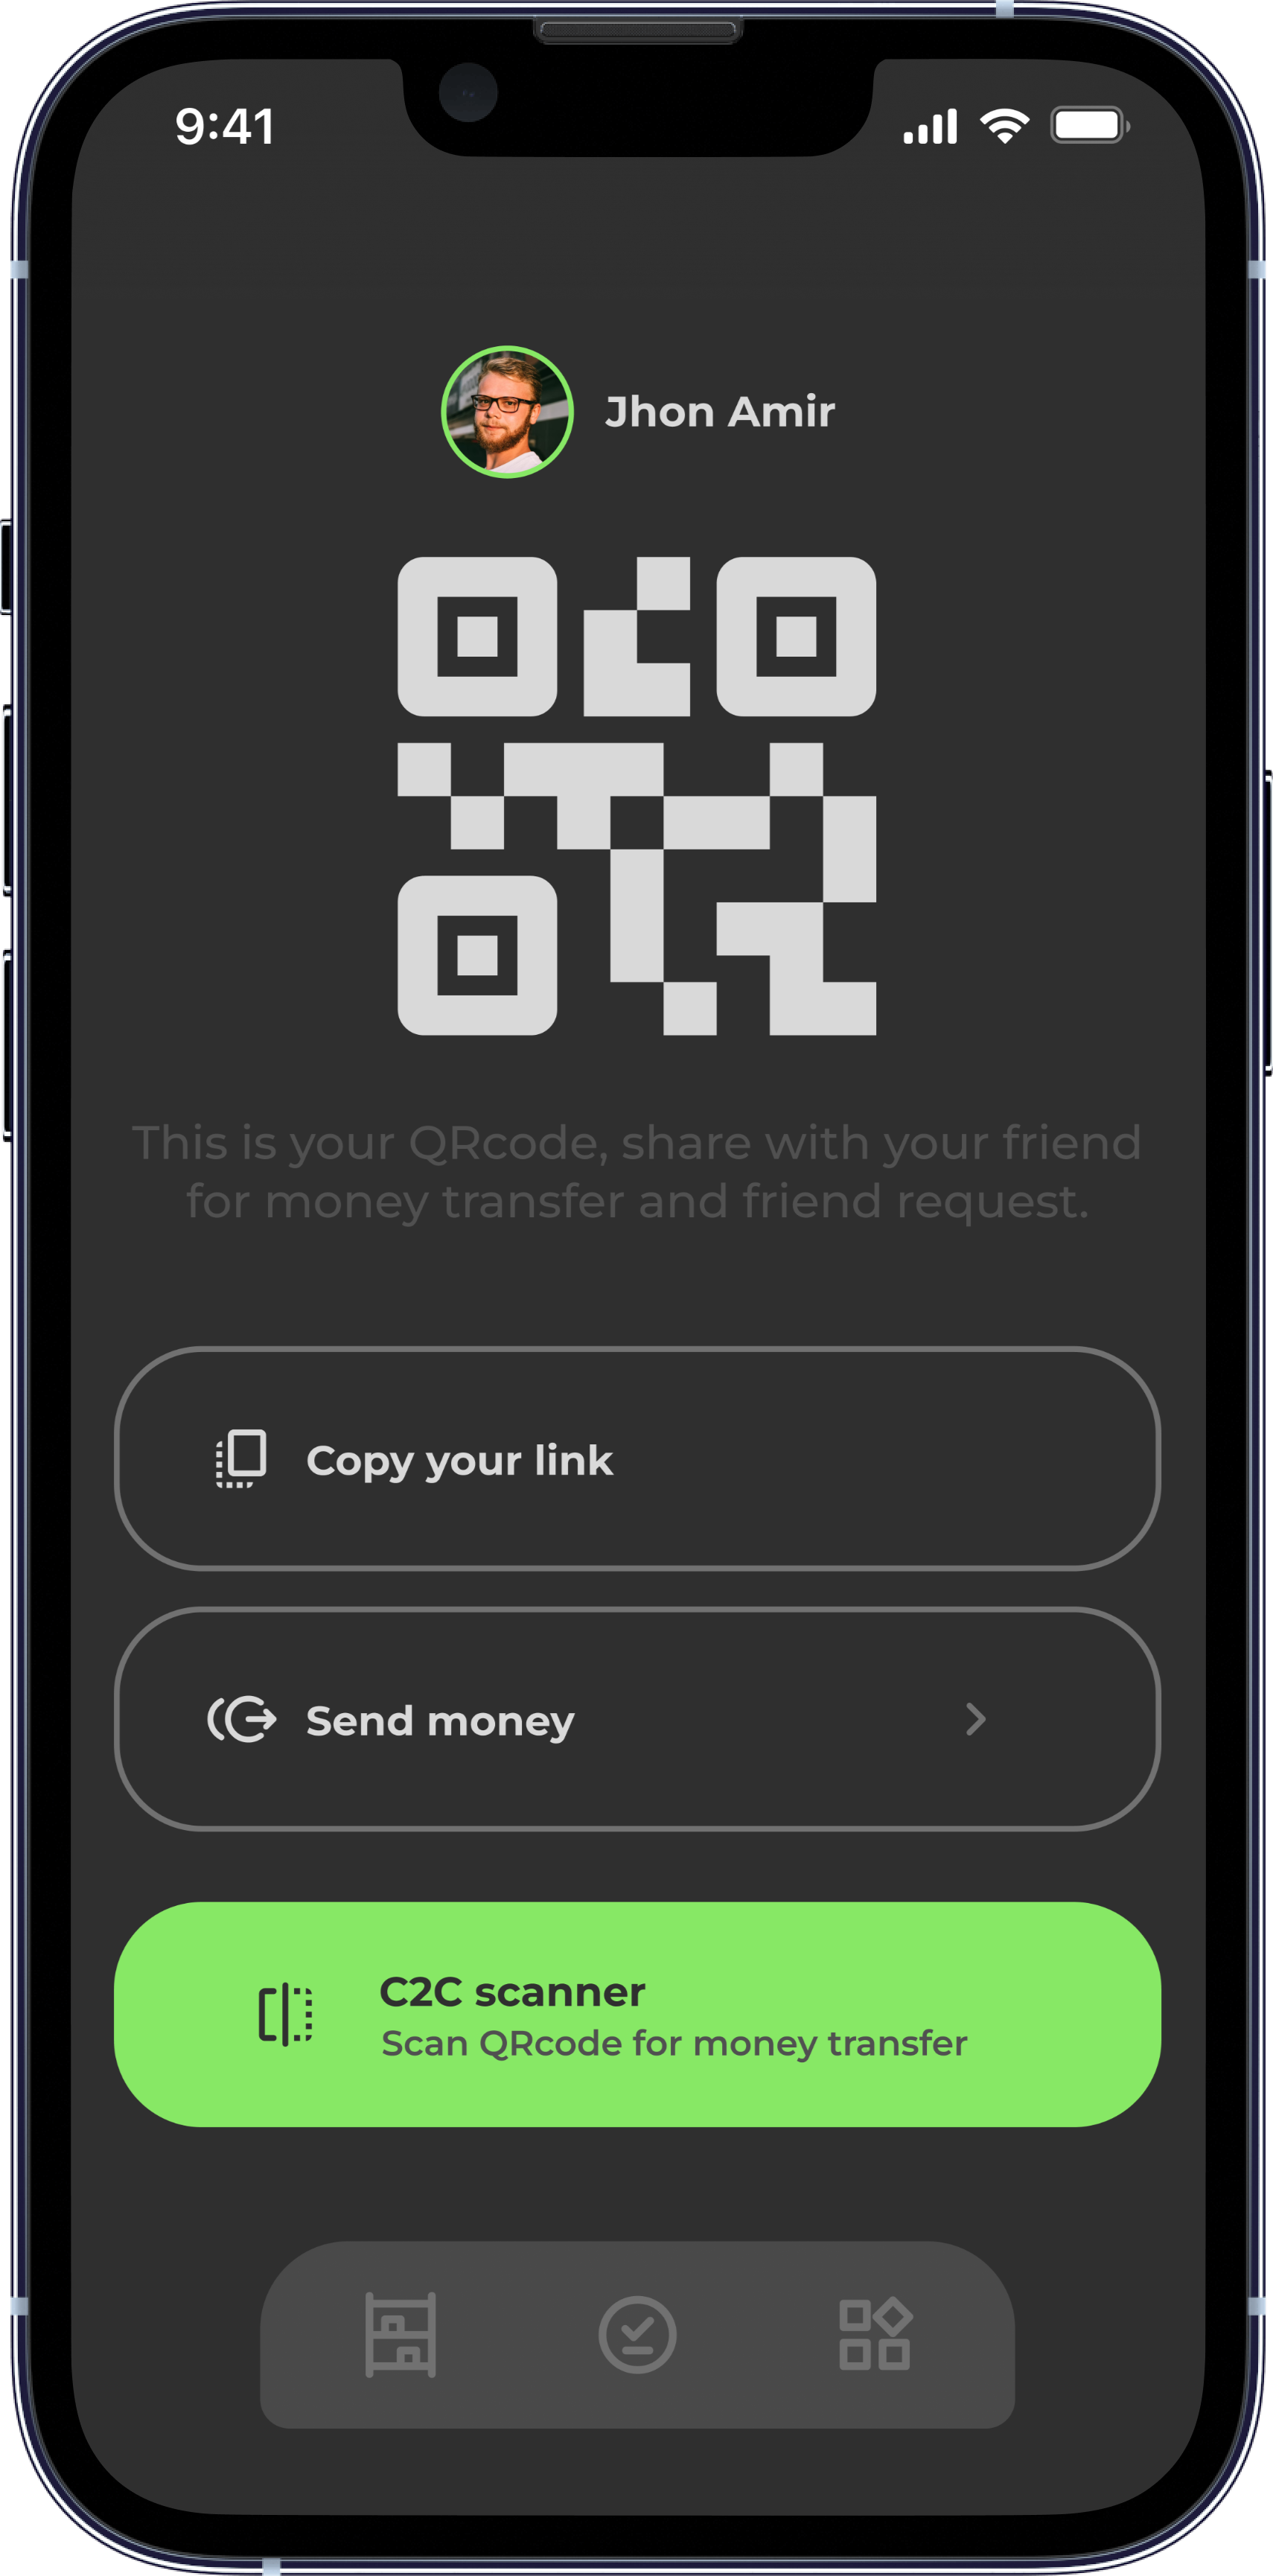 9:41
Jhon Amir
This is your QRcode, share with your friend
for money transfer and friend request.
Copy your link
Send money
C2C scanner
Scan QRcode for money transfer